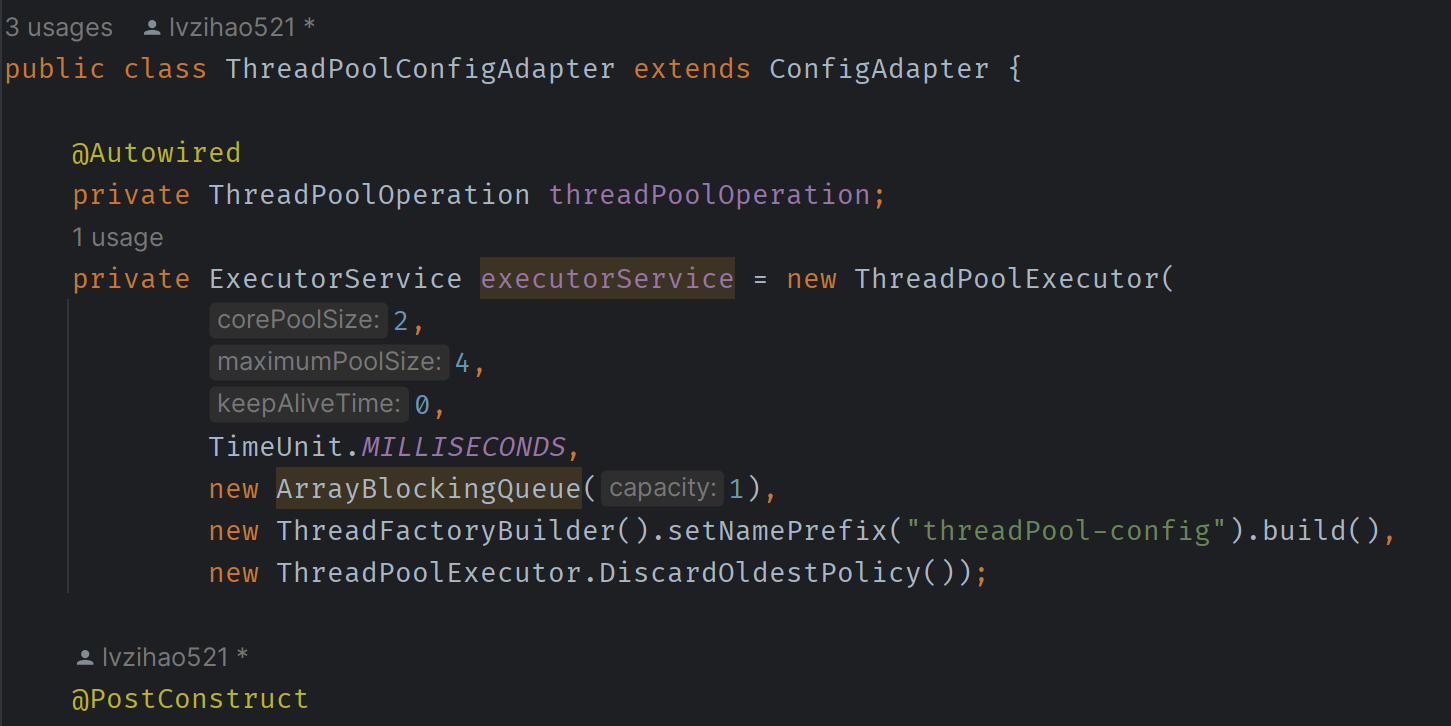 3 usages lvzihao521 *
public class ThreadPoolConfigAdapter extends ConfigAdapter {
@Autowired
private ThreadPoolOperation threadPoolOperation;
1 usage
private ExecutorService executorService = new ThreadPoolExecutor(
corePoolSize: 2,
maximumPoolSize: 4,
keepAliveTime: 0,
TimeUnit.MILLISECONDS,
new ArrayBlockingQueue( capacity: 1),
new ThreadFactoryBuilder().setNamePrefix("threadPool-config").build(),
new ThreadPoolExecutor.DiscardOldestPolicy());
lvzihao521 *
@PostConstruct